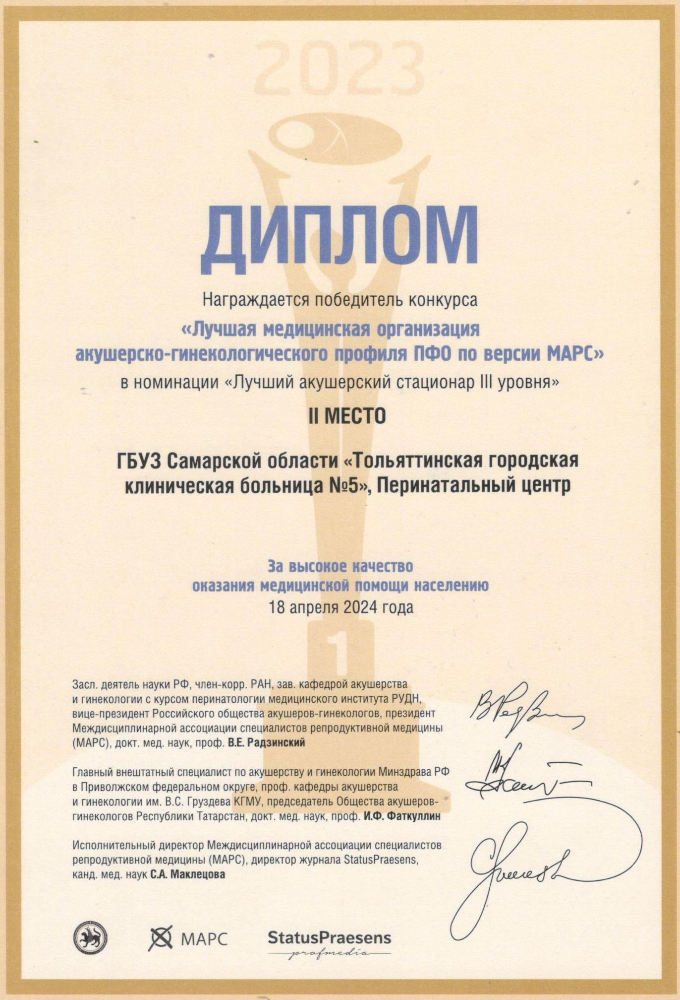 2023
ДИПЛОМ
Награждается победитель конкурса
«Лучшая медицинская организация
акушерско-гинекологического профиля ПФО по версии МАРС»
в номинации «Лучший акушерский стационар III уровня»
II МЕСТО
ГБУЗ Самарской области «Тольяттинская городская
клиническая больница №5», Перинатальный центр
За высокое качество
оказания медицинской помощи населению
18 апреля 2024 года
1
Засл. деятель науки РФ, член-корр. РАН, зав. кафедрой акушерства
и гинекологии с курсом перинатологии медицинского института РУДН,
вице-президент Российского общества акушеров-гинекологов, президент
Междисциплинарной ассоциации специалистов репродуктивной медицины
(МАРС), докт. мед. наук, проф. В.Е. Радзинский
Главный внештатный специалист по акушерству и гинекологии Минздрава РФ
в Приволжском федеральном округе, проф. кафедры акушерства
и гинекологии им. В.С. Груздева КГМУ, председатель Общества акушеров-
гинекологов Республики Татарстан, докт. мед. наук, проф. И.Ф. Фаткуллин
Исполнительный директор Междисциплинарной ассоциации специалистов
репродуктивной медицины (МАРС), директор журнала StatusPraesens,
канд. мед. наук С.А. Маклецова
МАРС
StatusPraesens
profmedia